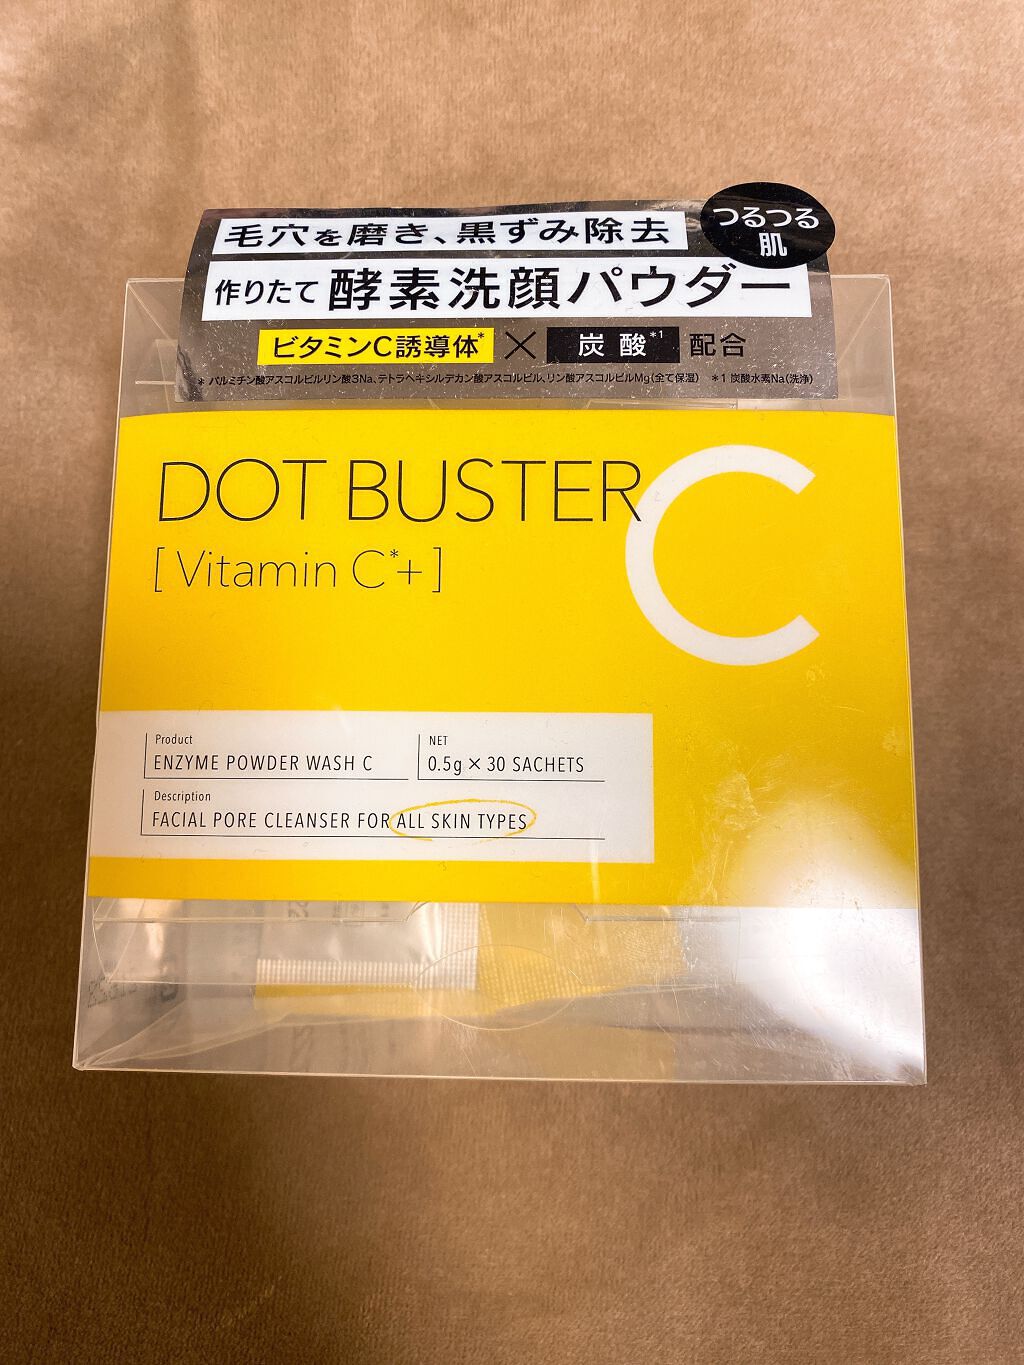 毛穴を磨き、黒ずみ除去
つるつる
肌
作りたて 酵素洗顔パウダー
ビタミンC誘導体* × 炭酸*1 配合
* パルミチン酸アスコルビルリン酸3Na、テトラヘキシルデカン酸アスコルビル、リン酸アスコルビルMg(全て保湿) *1 炭酸水素Na(洗浄)
DOT BUSTER C
[ Vitamin C*+ ]
Product
ENZYME POWDER WASH C
NET
0.5g × 30 SACHETS
Description
FACIAL PORE CLEANSER FOR ALL SKIN TYPES